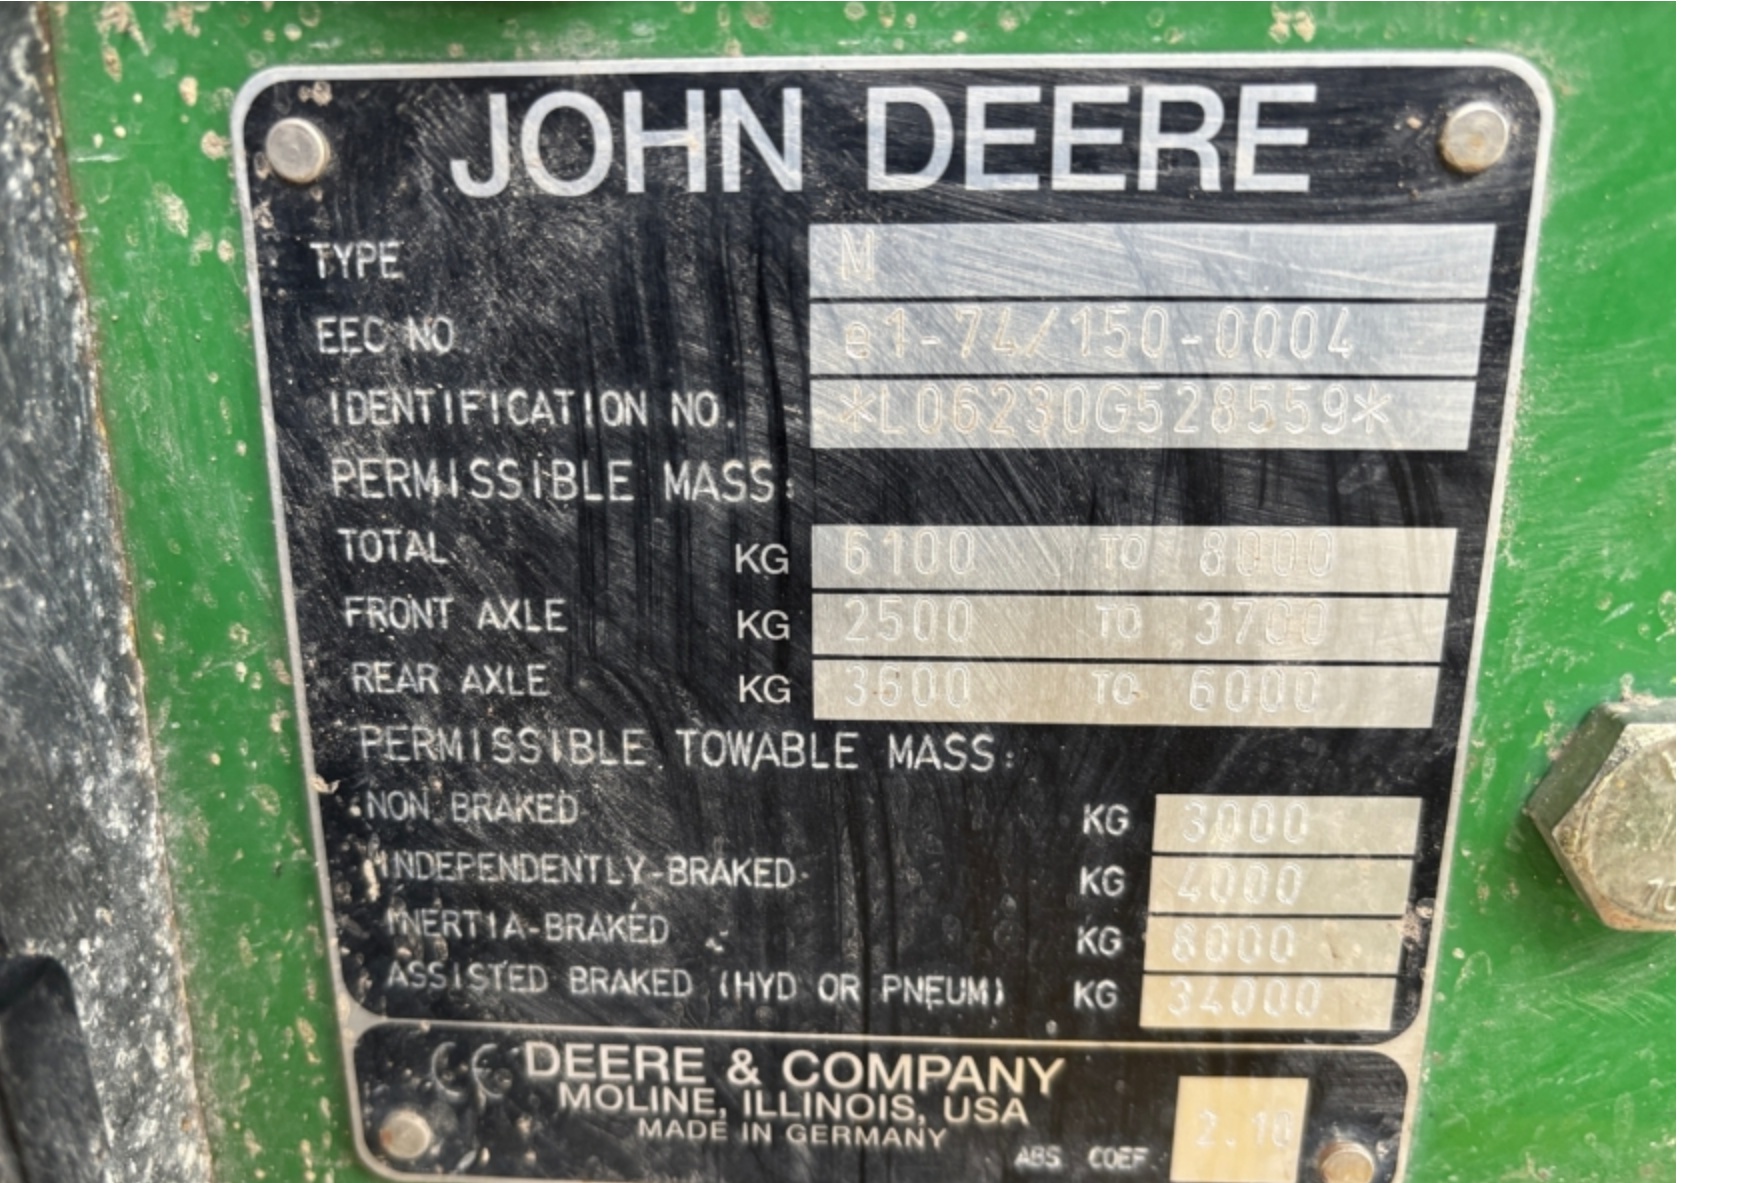 JOHN DEERE
TYPE M
EEC NO e1-74/150-0004
IDENTIFICATION NO. *L06230G528559*
PERMISSIBLE MASS:
TOTAL KG 6100 TO 8000
FRONT AXLE KG 2500 TO 3700
REAR AXLE KG 3600 TO 6000
PERMISSIBLE TOWABLE MASS:
NON BRAKED KG 3000
INDEPENDENTLY-BRAKED KG 4000
INERTIA-BRAKED KG 8000
ASSISTED BRAKED (HYD OR PNEUM) KG 34000
CE DEERE & COMPANY
MOLINE, ILLINOIS, USA
MADE IN GERMANY
ABS COEF 2.10